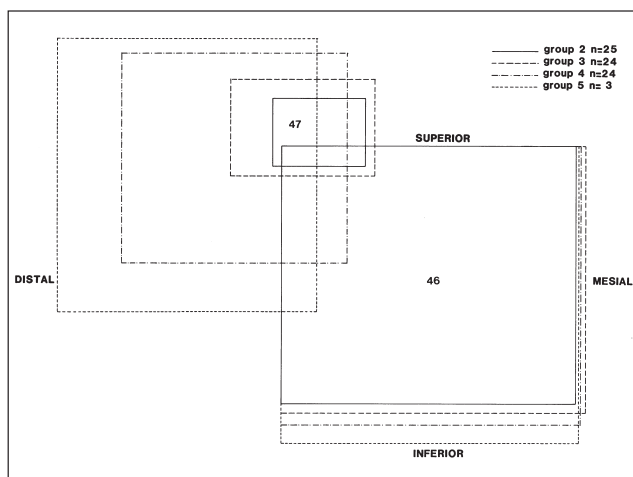 group 2 n=25
group 3 n=24
group 4 n=24
group 5 n= 3
47
SUPERIOR
DISTAL
46
MESIAL
INFERIOR